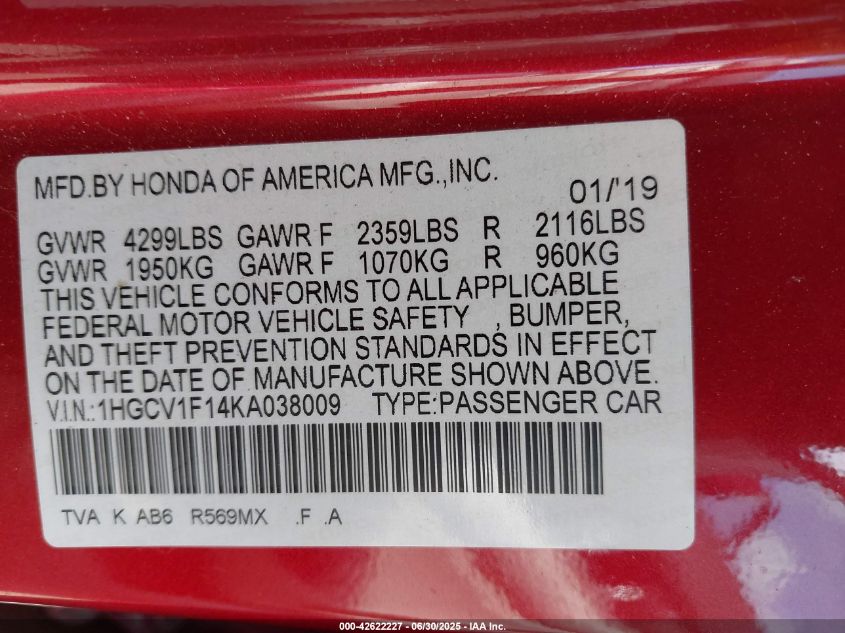 MFD.BY HONDA OF AMERICA MFG.,INC.
01/'19
GVWR 4299LBS GAWR F 2359LBS R 2116LBS
GVWR 1950KG GAWR F 1070KG R 960KG
THIS VEHICLE CONFORMS TO ALL APPLICABLE
FEDERAL MOTOR VEHICLE SAFETY , BUMPER,
AND THEFT PREVENTION STANDARDS IN EFFECT
ON THE DATE OF MANUFACTURE SHOWN ABOVE.
V.I.N.:1HGCV1F14KA038009 TYPE:PASSENGER CAR
TVA K AB6 R569MX .F .A
000-42622227 - 06/30/2025 - IAA Inc.